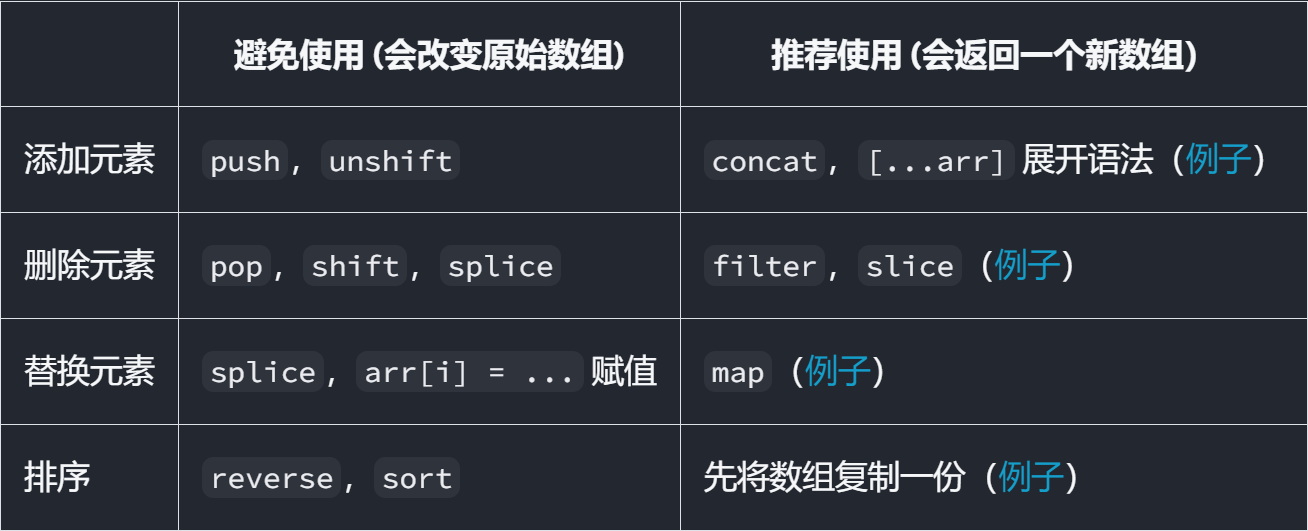 避免使用 (会改变原始数组) 推荐使用 (会返回一个新数组)
添加元素 push, unshift concat, [...arr] 展开语法（例子）
删除元素 pop, shift, splice filter, slice（例子）
替换元素 splice, arr[i] = ... 赋值 map（例子）
排序 reverse, sort 先将数组复制一份（例子）